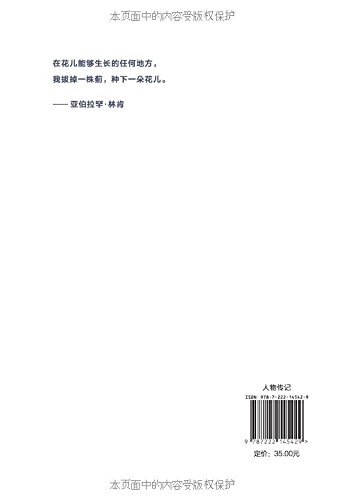 本页面中的内容受版权保护
在花儿能够生长的任何地方，
我拔掉一株蓟，种下一朵花儿。
—— 亚伯拉罕·林肯
人物传记
ISBN 978-7-222-14542-9
9787222145429>
定价：35.00元
本页面中的内容受版权保护